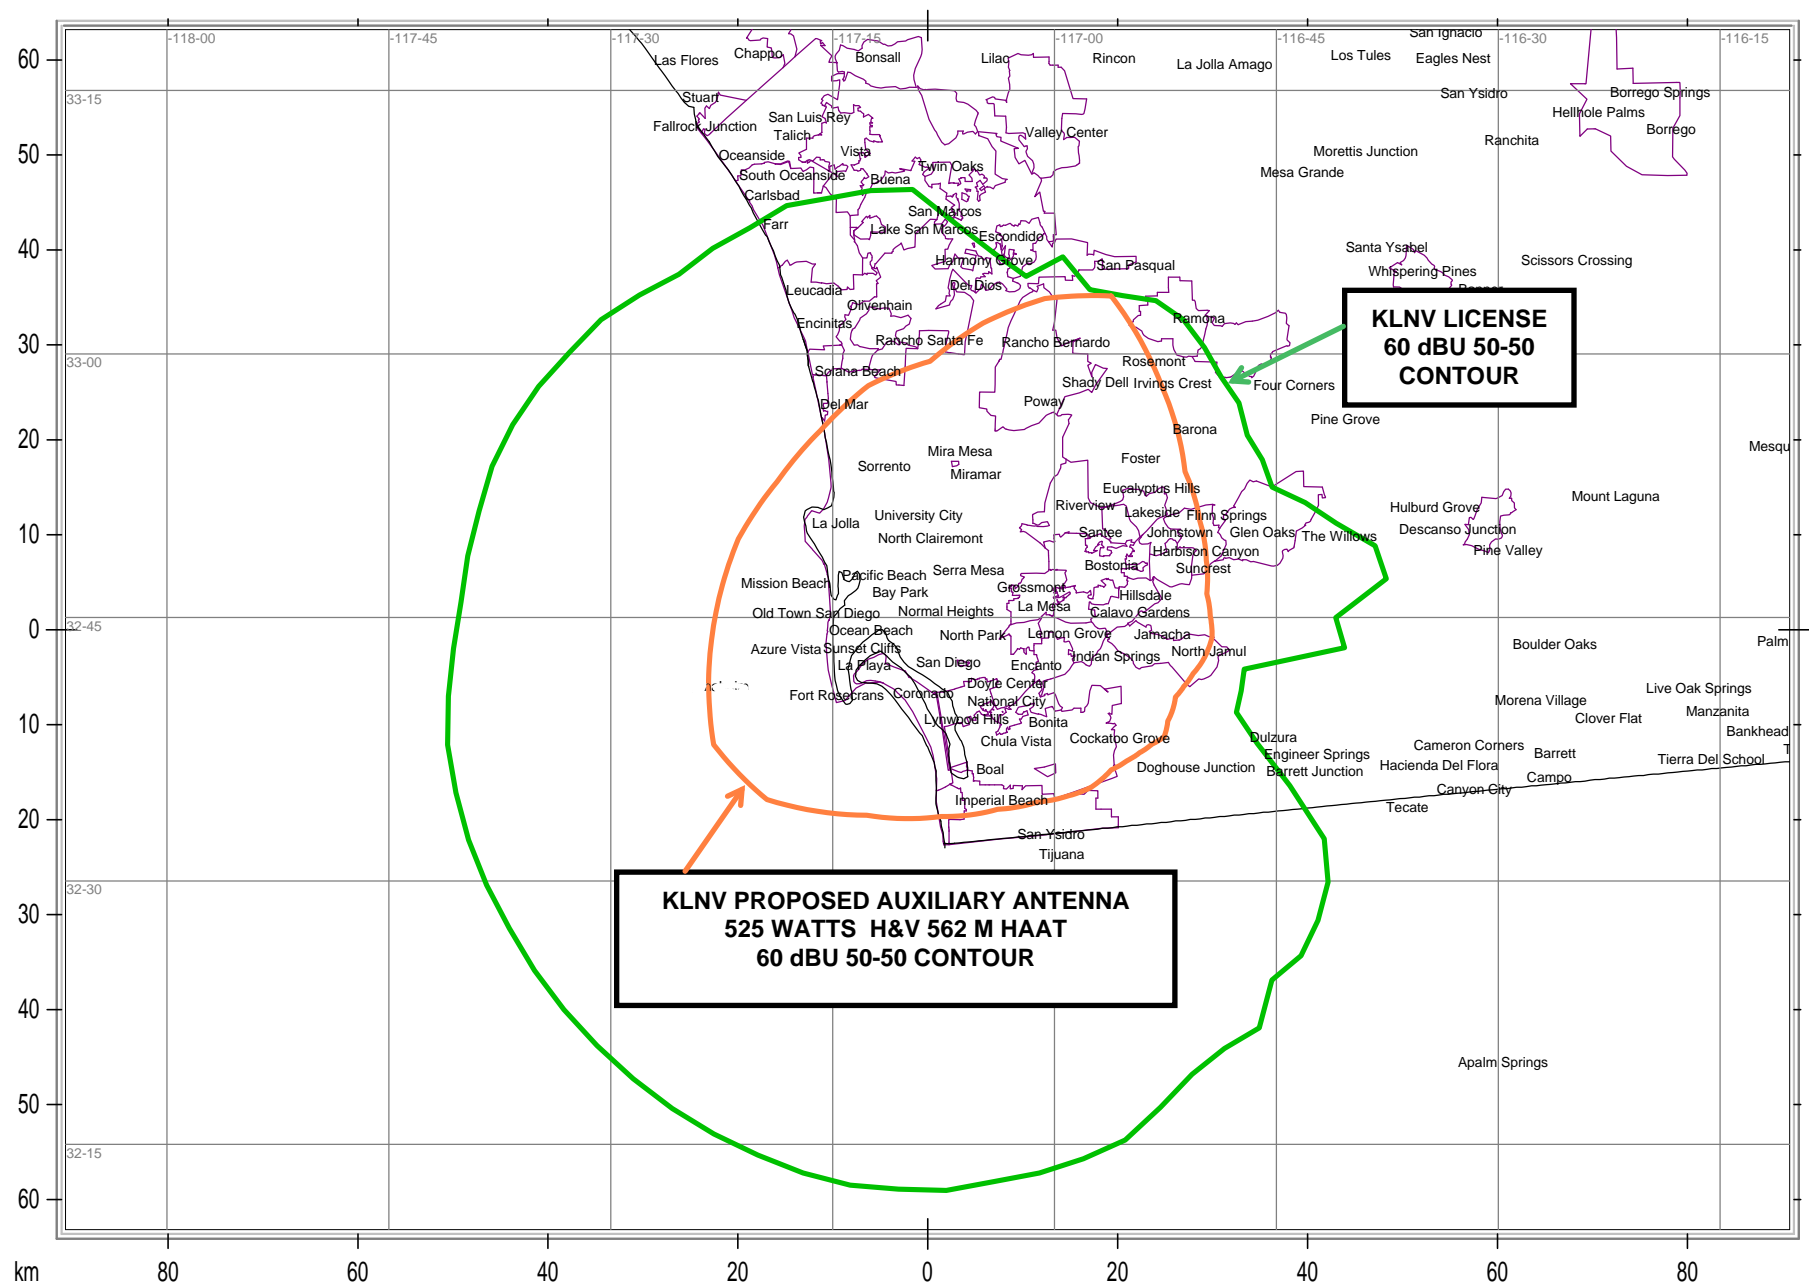 -118-00
-117-45
-117-30
-117-15
-117-00
-116-45
-116-30
-116-15
60
Las Flores
Chappo
Bonsall
Lilac
Rincon
La Jolla Amago
Los Tules
San Ignacio
Eagles Nest
33-15
Stuart
San Ysidro
Borrego Springs
Hellhole Palms
Fallrock Junction
San Luis Rey
Talich
Valley Center
Ranchita
Borrego
50
Oceanside
Vista
Twin Oaks
Morettis Junction
South Oceanside
Buena
Mesa Grande
Carlsbad
San Marcos
Farr
Lake San Marcos
Escondido
40
Harmony Grove
San Pasqual
Santa Ysabel
Whispering Pines
Scissors Crossing
Leucadia
Del Dios
Olivenhain
Encinitas
Ramona
KLNV LICENSE
60 dBU 50-50
CONTOUR
30
Rancho Santa Fe
Rancho Bernardo
33-00
Solana Beach
Rosemont
Shady Dell
Irvings Crest
Four Corners
Del Mar
Poway
Pine Grove
20
Barona
Mira Mesa
Mesqu
Sorrento
Miramar
Foster
Eucalyptus Hills
Mount Laguna
Riverview
Lakeside
Flinn Springs
Hulburd Grove
10
La Jolla
University City
North Clairemont
Santee
Johnstown
Glen Oaks
The Willows
Descanso Junction
Harbison Canyon
Pine Valley
Mission Beach
Pacific Beach
Serra Mesa
Bostonia
Suncrest
Bay Park
Grossmont
Hillsdale
Old Town San Diego
Normal Heights
La Mesa
Calavo Gardens
0
32-45
Ocean Beach
North Park
Lemon Grove
Jamacha
Boulder Oaks
Palm
Azure Vista
Sunset Cliffs
La Playa
San Diego
Encanto
Indian Springs
North Jamul
Fort Rosecrans
Coronado
Doyle Center
National City
Morena Village
Live Oak Springs
10
Lynwood Hills
Bonita
Clover Flat
Manzanita
Chula Vista
Cockatoo Grove
Dulzura
Bankhead
Engineer Springs
Cameron Corners
Barrett
T
Boal
Doghouse Junction
Barrett Junction
Hacienda Del Flora
Tierra Del School
Campo
Imperial Beach
Canyon City
Tecate
20
San Ysidro
Tijuana
32-30
KLNV PROPOSED AUXILIARY ANTENNA
525 WATTS H&V 562 M HAAT
60 dBU 50-50 CONTOUR
30
40
Apalm Springs
50
32-15
60
km
80
60
40
20
0
20
40
60
80